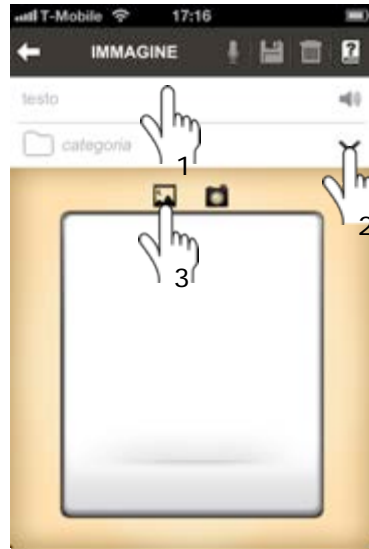 T-Mobile 17:16
IMMAGINE ?
testo
categoria
1
2
3